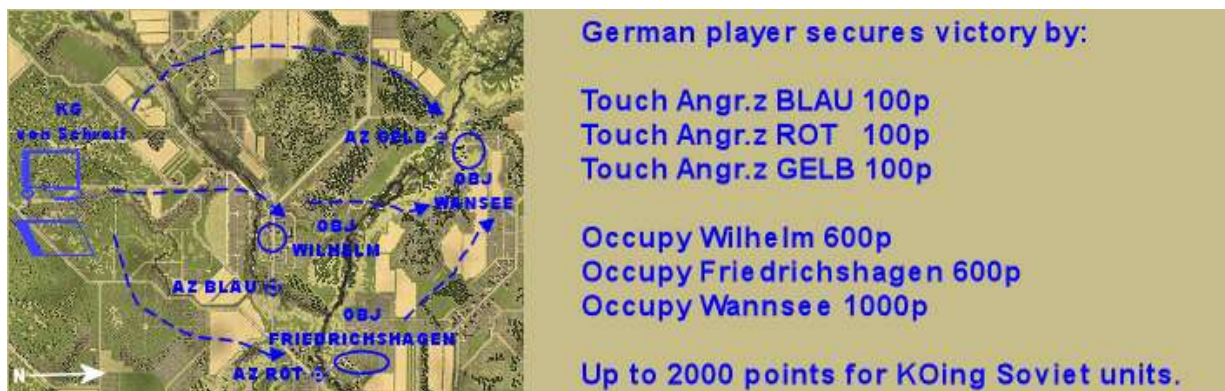 KG
von Schraif
AZ GELB
OBJ
WANSEE
OBJ
WILHELM
AZ BLAU
OBJ
FRIEDRICHSHAGEN
AZ ROT
N
German player secures victory by:
Touch Angr.z BLAU 100p
Touch Angr.z ROT 100p
Touch Angr.z GELB 100p
Occupy Wilhelm 600p
Occupy Friedrichshagen 600p
Occupy Wannsee 1000p
Up to 2000 points for KOing Soviet units.